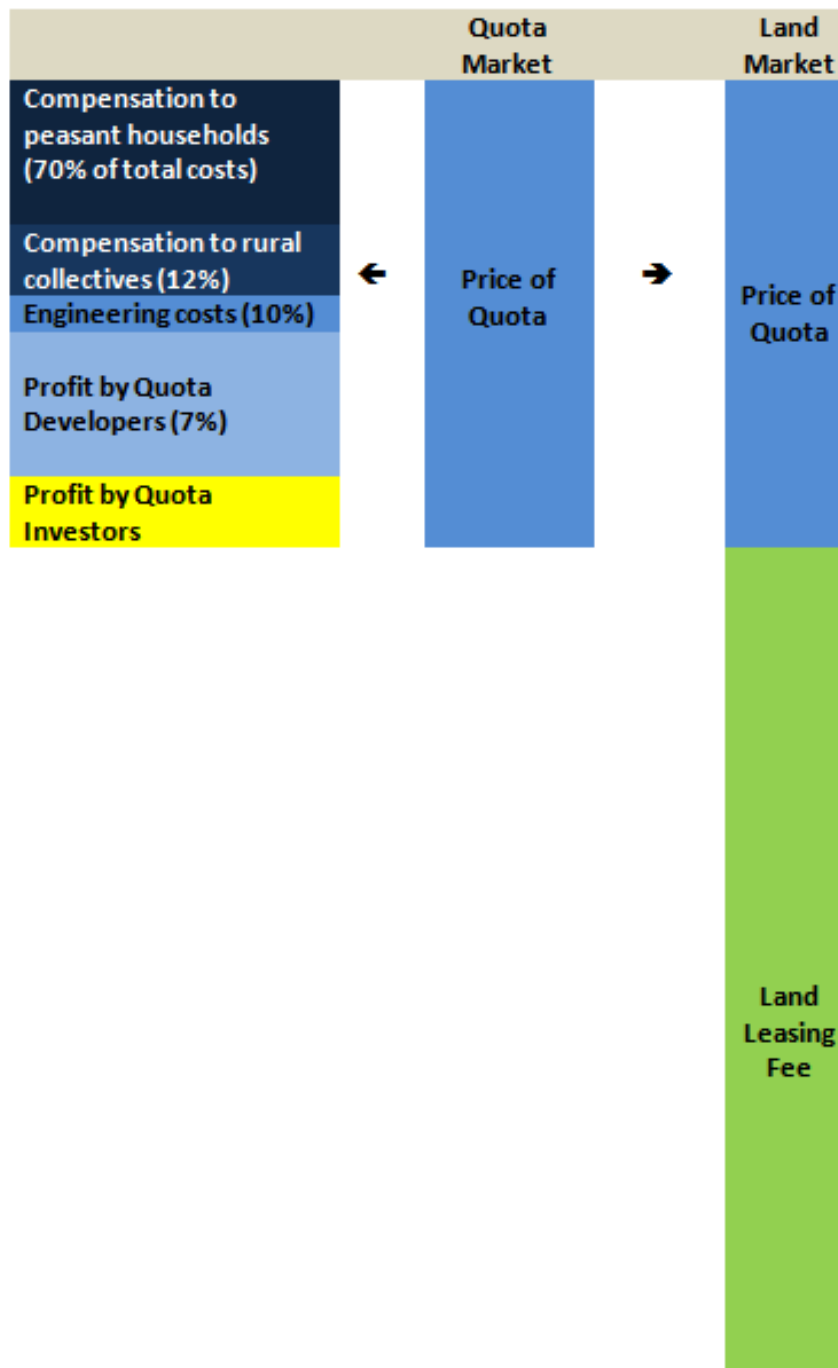 Quota
Market
Land
Market
Compensation to
peasant households
(70% of total costs)
Compensation to rural
collectives (12%)
Engineering costs (10%)
Profit by Quota
Developers (7%)
Profit by Quota
Investors
Price of
Quota
Price of
Quota
Land
Leasing
Fee